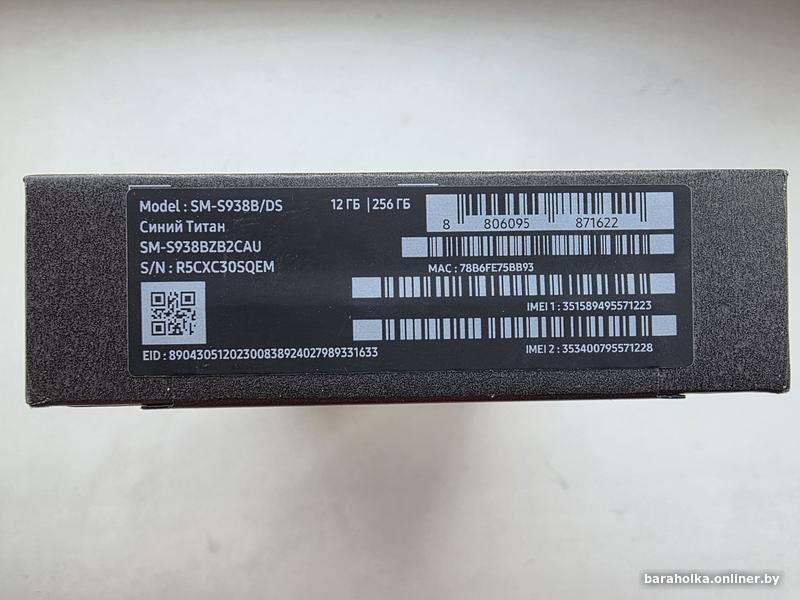 Model : SM-S938B/DS 12 ГБ | 256 ГБ
Синий Титан
SM-S938BZB2CAU
S/N : R5CXC30SQEM
8 806095 871622
MAC : 78B6FE75BB93
IMEI 1 : 351589495571223
IMEI 2 : 353400795571228
EID : 89043051202300838924027989331633
baraholka.onliner.by